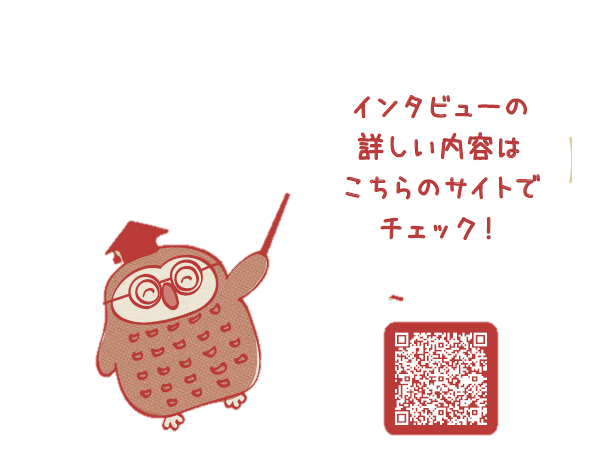 インタビューの
詳しい内容は
こちらのサイトで
チェック!